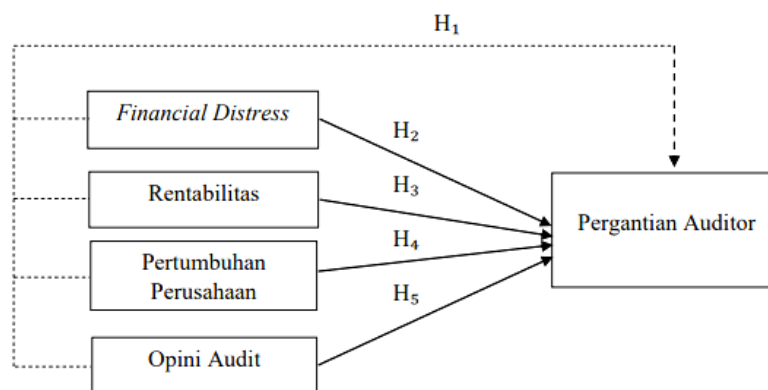 H₁
Financial Distress
H₂
Rentabilitas
H₃
Pergantian Auditor
H₄
Pertumbuhan
Perusahaan
H₅
Opini Audit